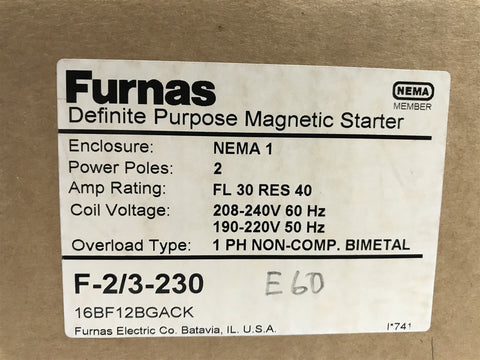 Furnas
NEMA
MEMBER
Definite Purpose Magnetic Starter
Enclosure: NEMA 1
Power Poles: 2
Amp Rating: FL 30 RES 40
Coil Voltage: 208-240V 60 Hz
190-220V 50 Hz
Overload Type: 1 PH NON-COMP. BIMETAL
F-2/3-230 E60
16BF12BGACK
Furnas Electric Co. Batavia, IL. U.S.A. I*741